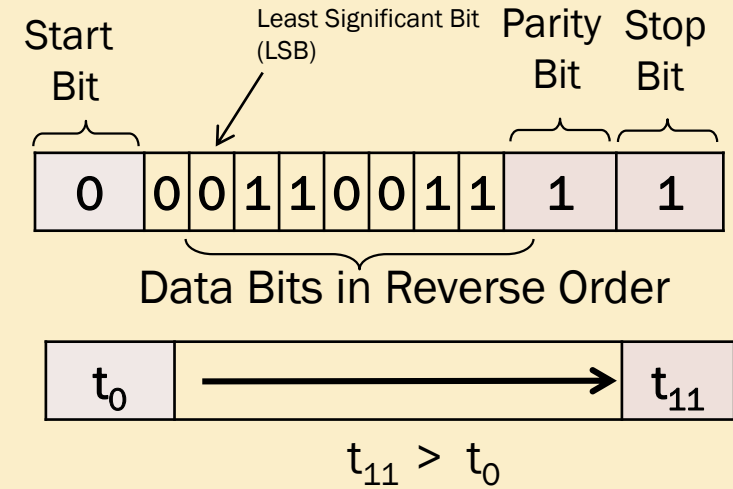 Start
Bit
Least Significant Bit
(LSB)
Parity
Bit
Stop
Bit
0 0 0 1 1 0 0 1 1 1 1
Data Bits in Reverse Order
t₀ t₁₁
t₁₁ > t₀